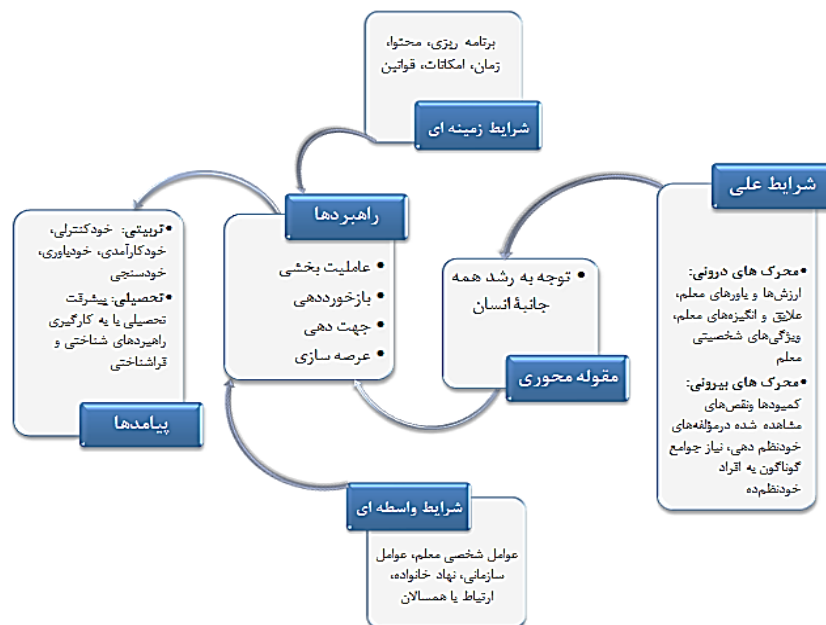 برنامه ریزی، محتوا،
زمان، امکانات، قوانین
شرایط زمینه ای
شرایط علی
•محرک های درونی:
ارزش‌ها و باورهای معلم،
علایق و انگیزه‌های معلم،
ویژگی‌های شخصیتی
معلم
•محرک های بیرونی:
کمبودها ونقص‌های
مشاهده شده درمؤلفه‌های
خودنظم دهی، نیاز جوامع
گوناگون به افراد
خودنظم‌ده
• توجه به رشد همه
جانبهٔ انسان
مقوله محوری
راهبردها
• عاملیت بخشی
• بازخورددهی
• جهت دهی
• عرصه سازی
•تربیتی: خودکنترلی،
خودکارآمدی، خودیاوری،
خودسنجی
•تحصیلی: پیشرفت
تحصیلی با به کارگیری
راهبردهای شناختی و
فراشناختی
پیامدها
شرایط واسطه ای
عوامل شخصی معلم، عوامل
سازمانی، نهاد خانواده،
ارتباط با همسالان